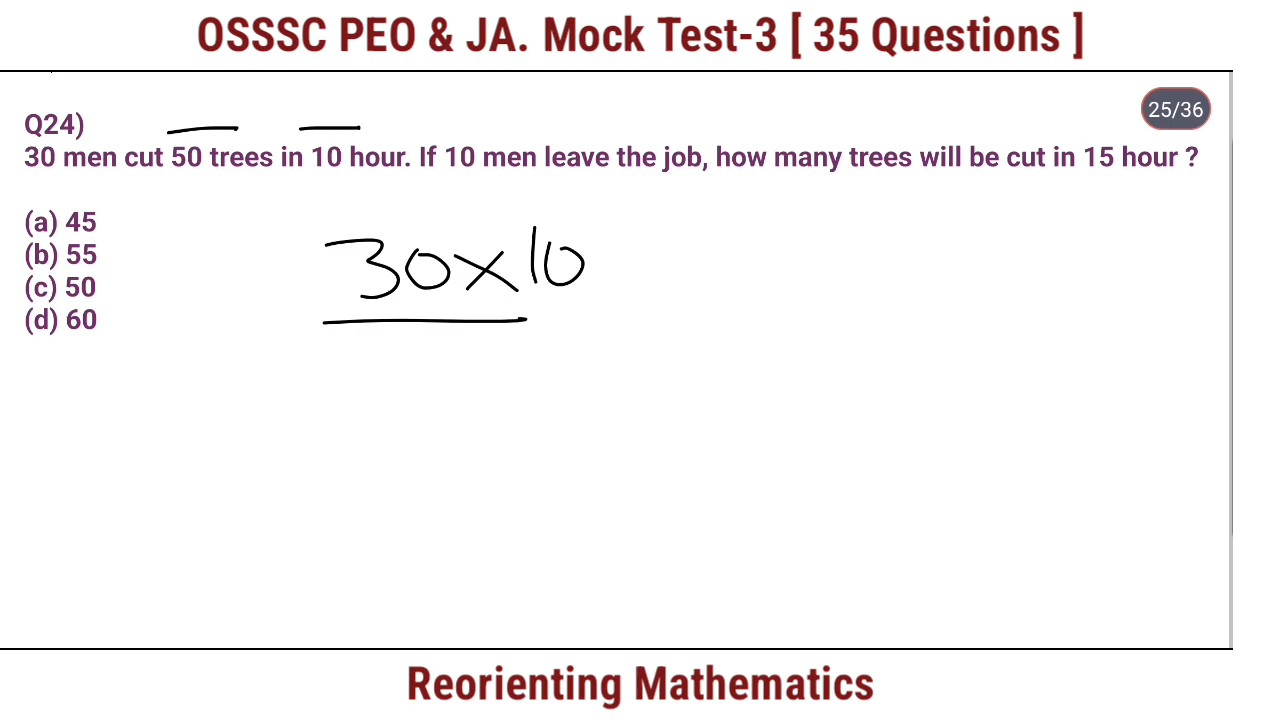 OSSSC PEO & JA. Mock Test-3 [ 35 Questions ]
25/36
Q24)
30 men cut 50 trees in 10 hour. If 10 men leave the job, how many trees will be cut in 15 hour ?
(a) 45
(b) 55
(c) 50
(d) 60
30×10
Reorienting Mathematics